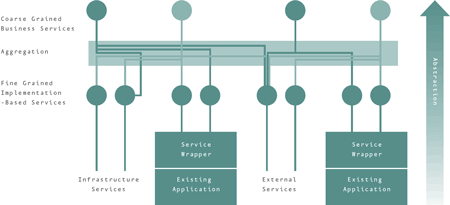 Coarse Grained
Business Services
Aggregation
Fine Grained
Implementation
-Based Services
Abstraction
Service
Wrapper
Service
Wrapper
Infrastructure
Services
Existing
Application
External
Services
Existing
Application